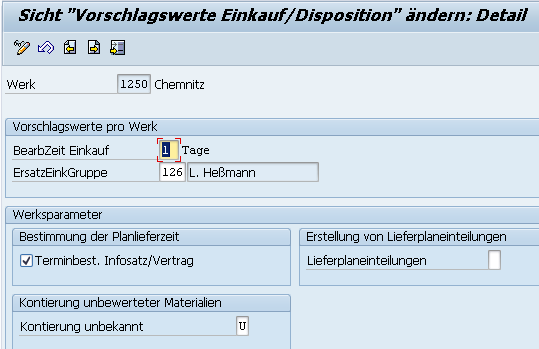 Sicht "Vorschlagswerte Einkauf/Disposition" ändern: Detail
Werk 1250 Chemnitz
Vorschlagswerte pro Werk
BearbZeit Einkauf 1 Tage
ErsatzEinkGruppe 126 L. Heßmann
Werksparameter
Bestimmung der Planlieferzeit
Terminbest. Infosatz/Vertrag
Erstellung von Lieferplaneinteilungen
Lieferplaneinteilungen
Kontierung unbewerteter Materialien
Kontierung unbekannt U